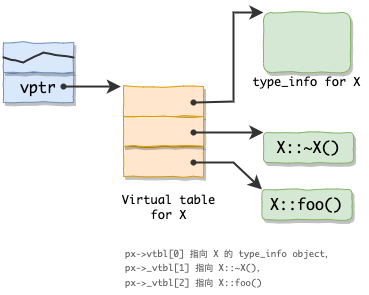 type_info for X
vptr
X::~X()
X::foo()
Virtual table
for X
px->vtbl[0] 指向 X 的 type_info object,
px->_vtbl[1] 指向 X::~X(),
px->_vtbl[2] 指向 X::foo()